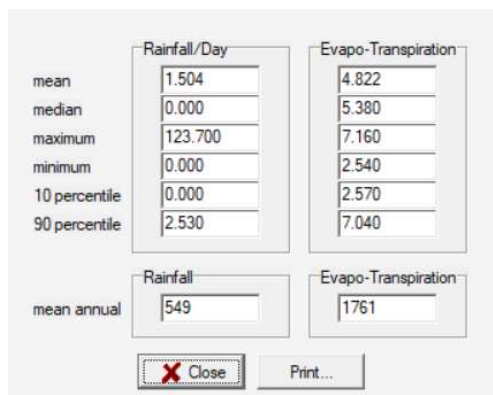 Rainfall/Day Evapo-Transpiration
mean 1.504 4.822
median 0.000 5.380
maximum 123.700 7.160
minimum 0.000 2.540
10 percentile 0.000 2.570
90 percentile 2.530 7.040
Rainfall Evapo-Transpiration
mean annual 549 1761
Close Print...